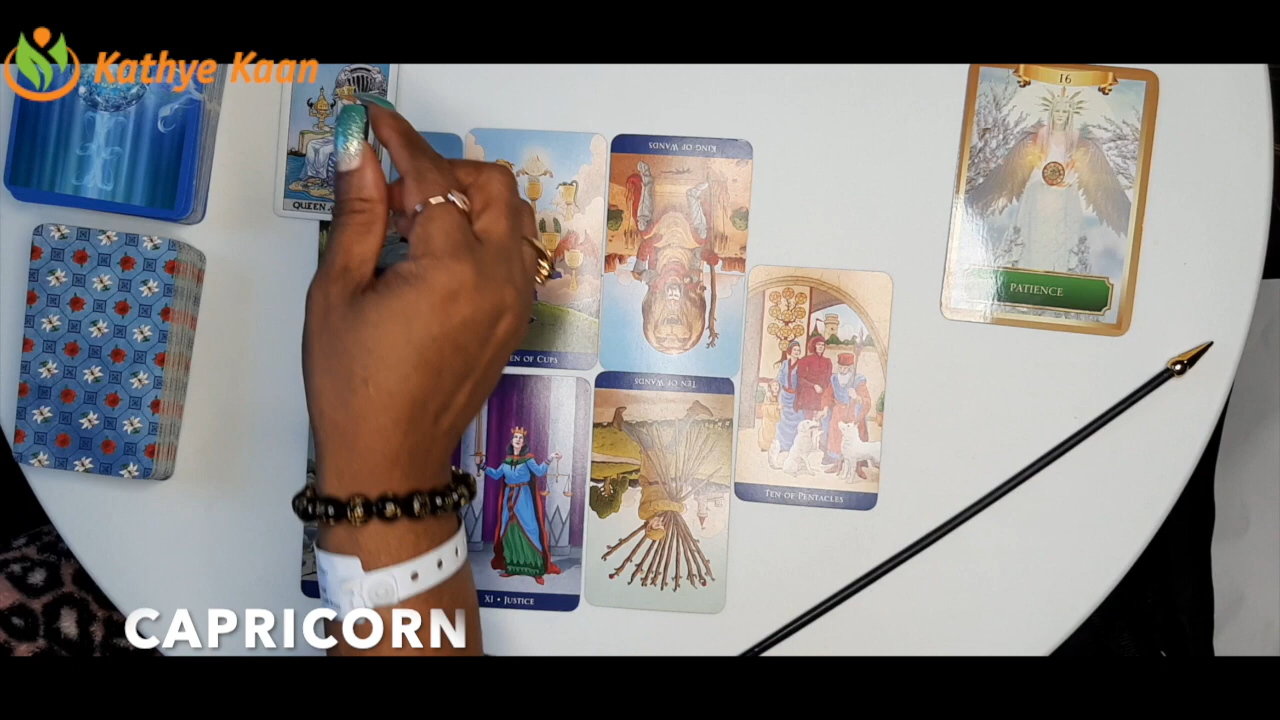 Kathye Kaan
16
QUEEN
KING OF WANDS
PATIENCE
EN OF CUPS
TEN OF WANDS
TEN OF PENTACLES
XI • JUSTICE
CAPRICORN